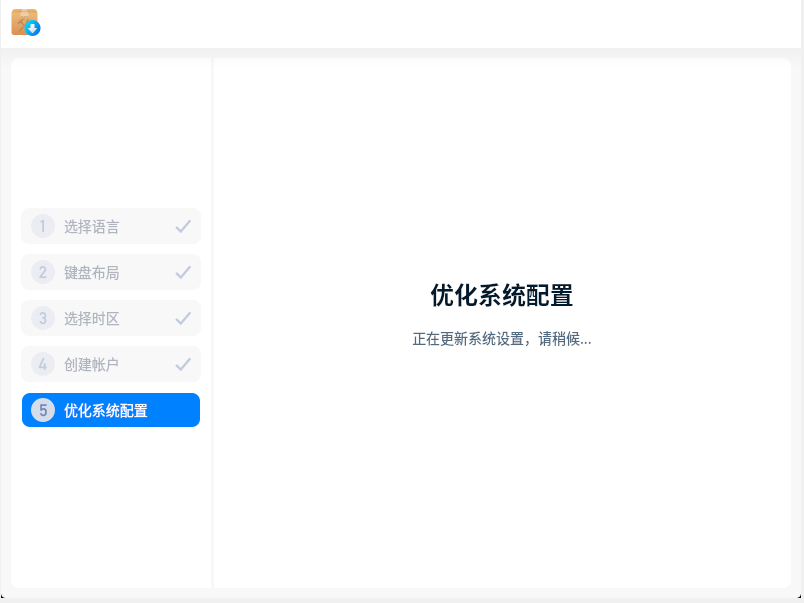 1 选择语言
2 键盘布局
3 选择时区
4 创建帐户
5 优化系统配置
优化系统配置
正在更新系统设置，请稍候...